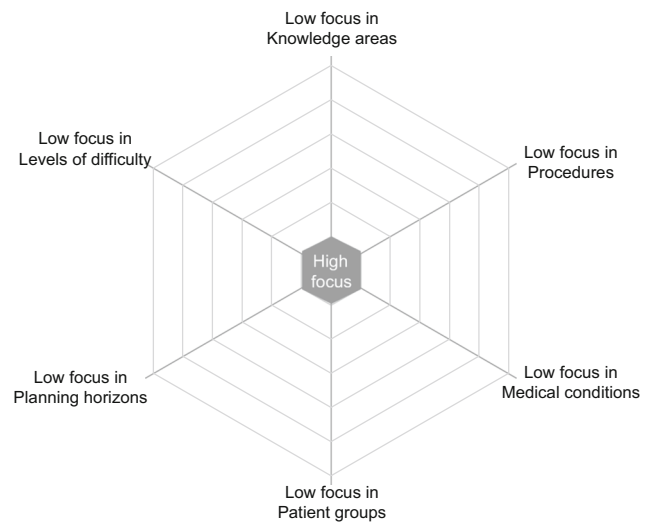 Low focus in
Knowledge areas
Low focus in
Levels of difficulty
Low focus in
Procedures
High
focus
Low focus in
Planning horizons
Low focus in
Medical conditions
Low focus in
Patient groups